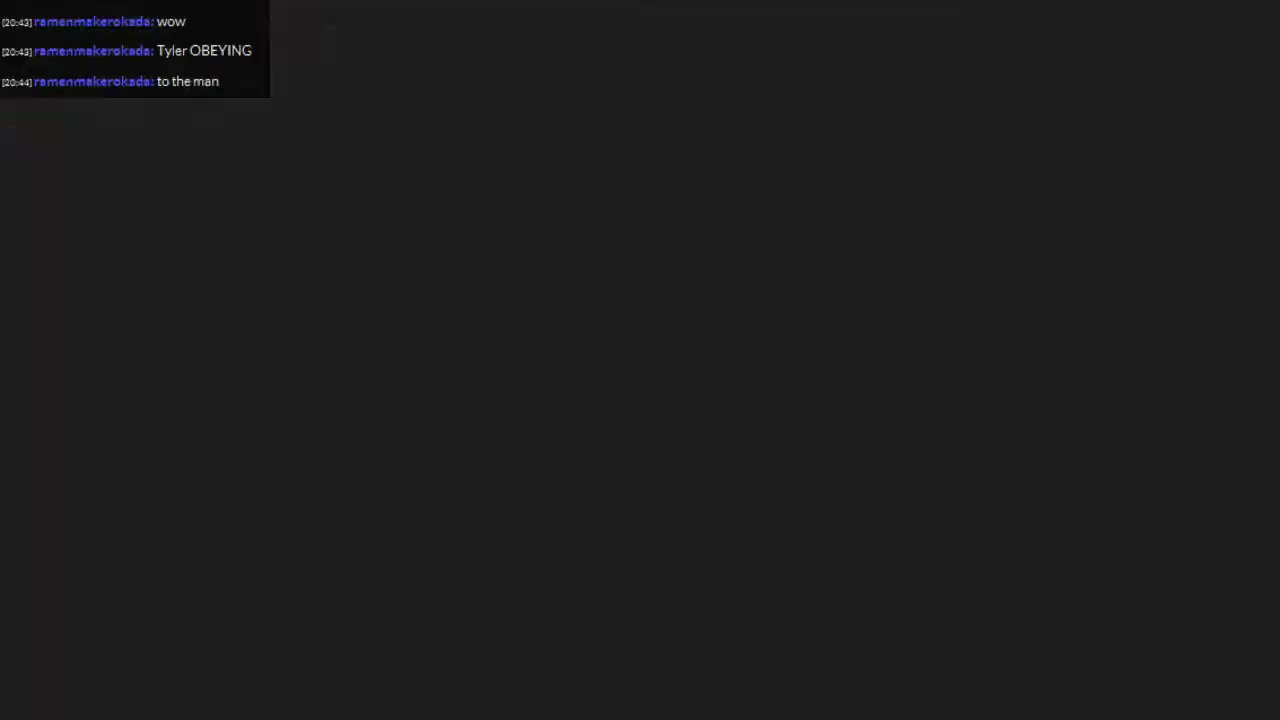 [20:43] ramenmakerokada: wow
[20:43] ramenmakerokada: Tyler OBEYING
[20:44] ramenmakerokada: to the man